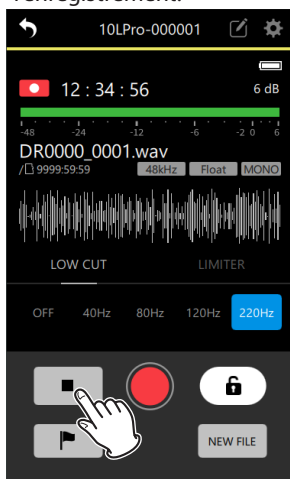 enregistrement.
10LPro-000001
12 : 34 : 56 6 dB
-48 -24 -12 -6 -2 0 6
DR0000_0001.wav
/ 9999:59:59 48kHz Float MONO
LOW CUT LIMITER
OFF 40Hz 80Hz 120Hz 220Hz
NEW FILE